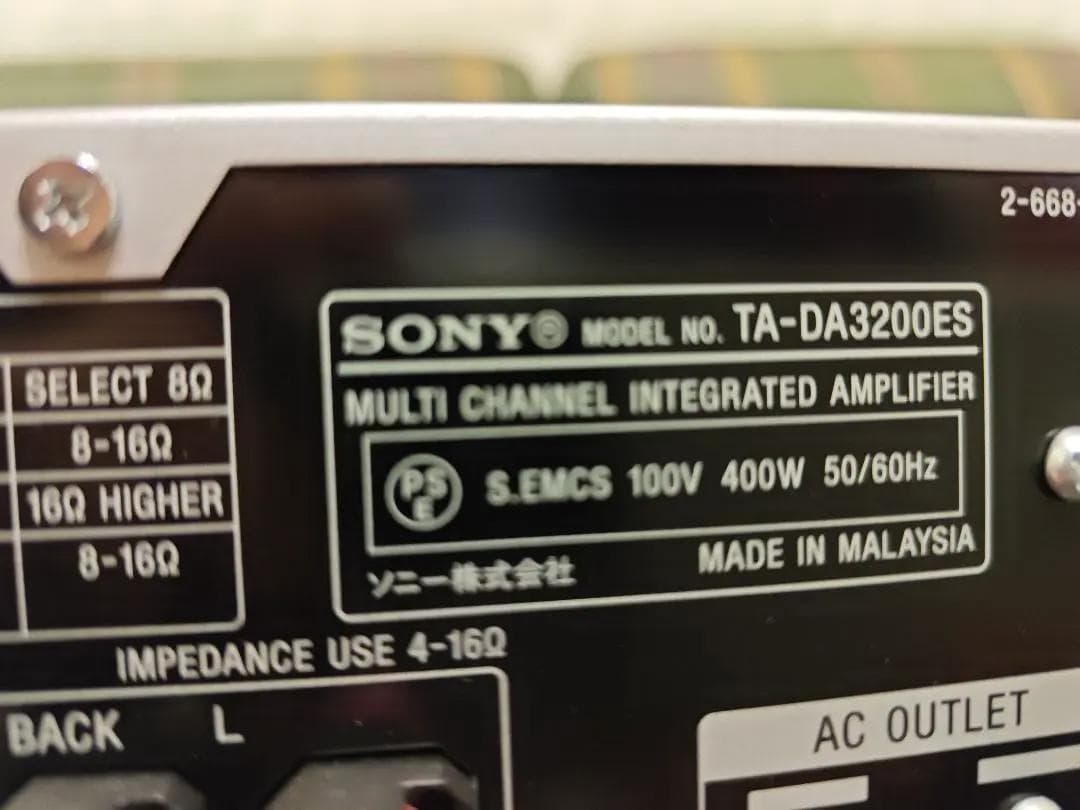 2-668-
SONY® MODEL NO. TA-DA3200ES
MULTI CHANNEL INTEGRATED AMPLIFIER
PSE S.EMCS 100V 400W 50/60Hz
ソニー株式会社 MADE IN MALAYSIA
SELECT 8Ω
8-16Ω
16Ω HIGHER
8-16Ω
IMPEDANCE USE 4-16Ω
BACK L
AC OUTLET